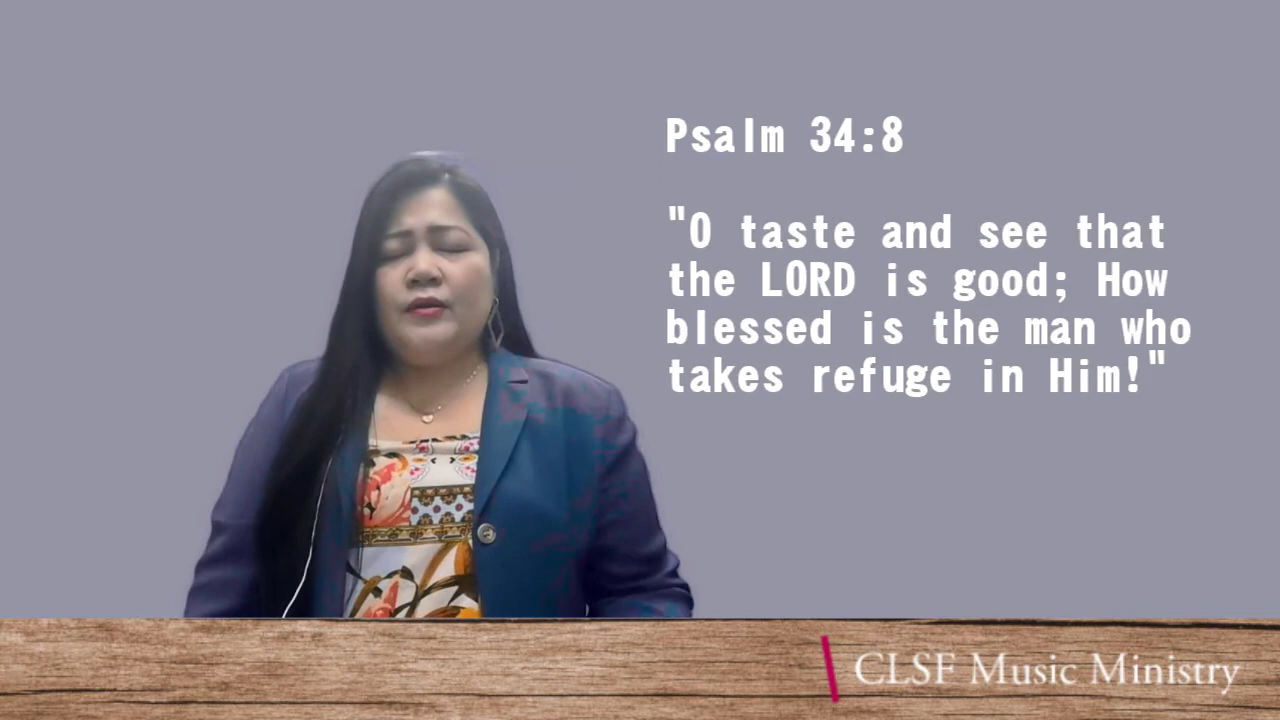 Psalm 34:8
"O taste and see that
the LORD is good; How
blessed is the man who
takes refuge in Him!"
CLSF Music Ministry